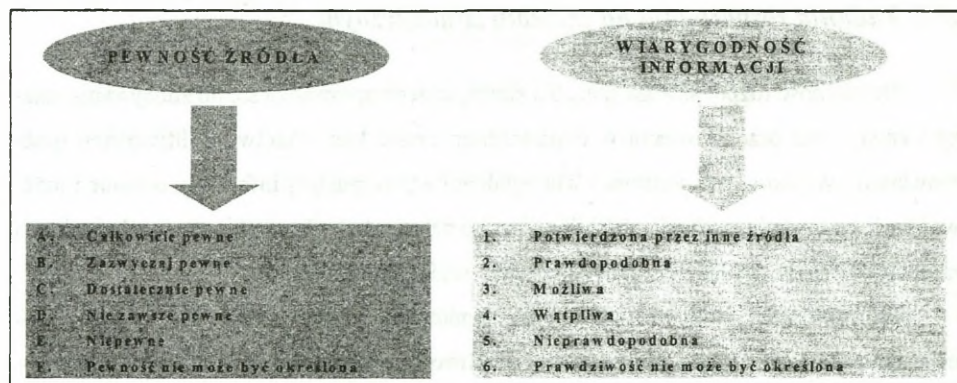 PEWNOŚĆ ŹRÓDŁA
A. Całkowicie pewne
B. Zazwyczaj pewne
C. Dostatecznie pewne
D. Nie zawsze pewne
E. Niepewne
F. Pewność nie może być określona
WIARYGODNOŚĆ
INFORMACJI
1. Potwierdzona przez inne źródła
2. Prawdopodobna
3. Możliwa
4. Wątpliwa
5. Nieprawdopodobna
6. Prawdziwość nie może być określona